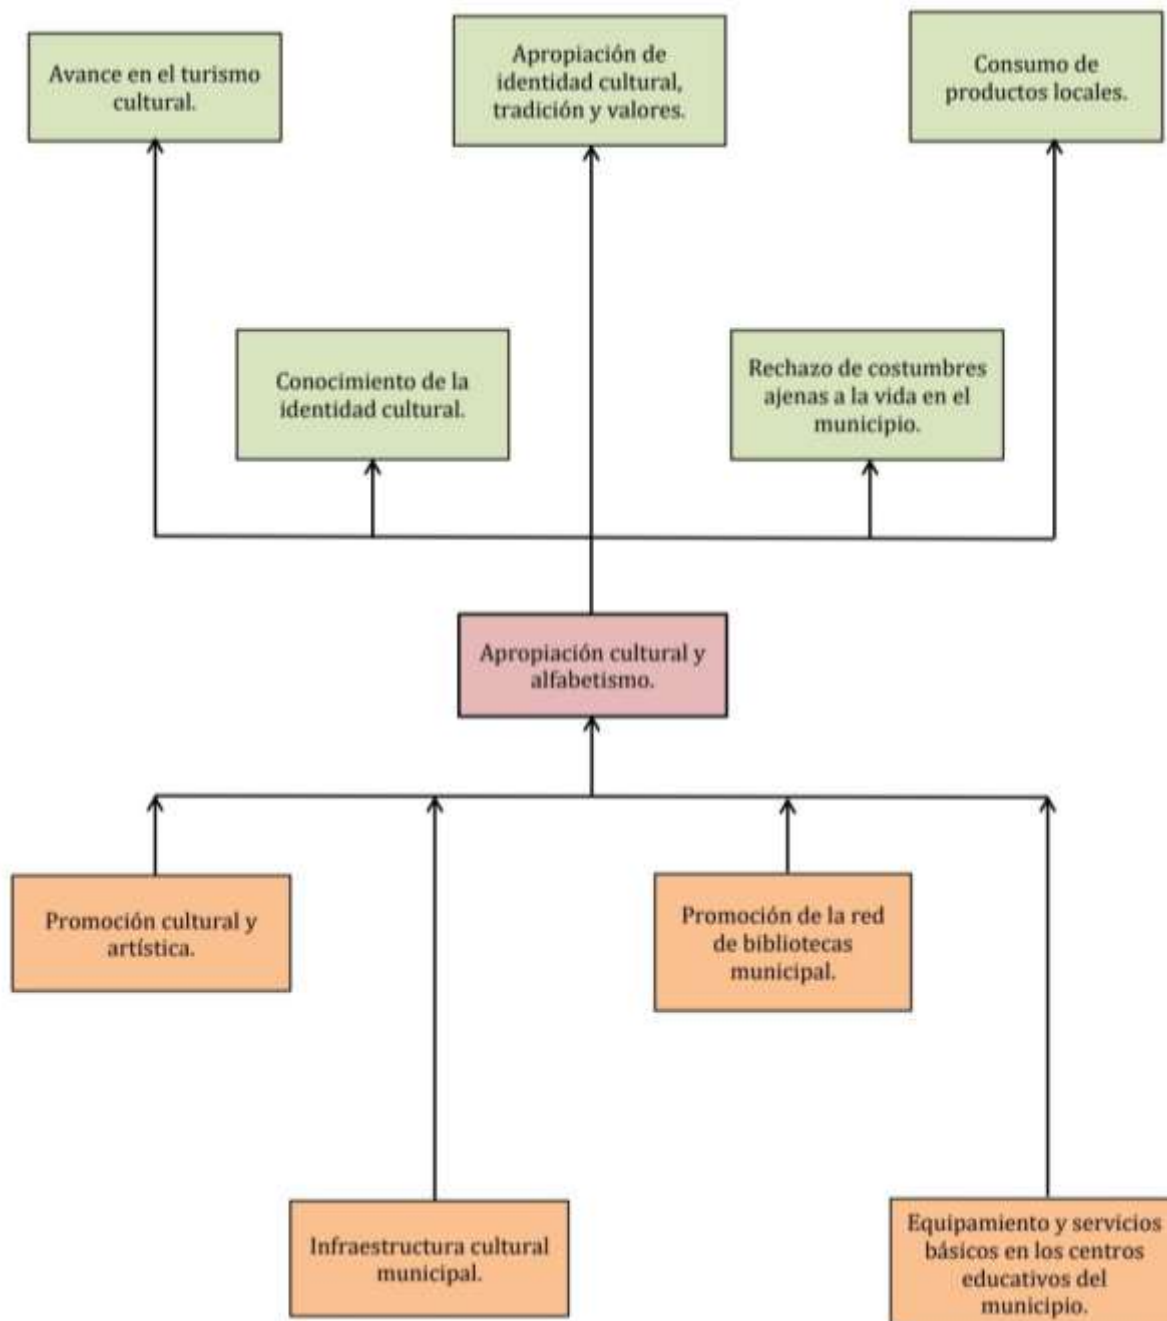 Avance en el turismo
cultural.
Apropiación de
identidad cultural,
tradición y valores.
Consumo de
productos locales.
Conocimiento de la
identidad cultural.
Rechazo de costumbres
ajenas a la vida en el
municipio.
Apropiación cultural y
alfabetismo.
Promoción cultural y
artística.
Promoción de la red
de bibliotecas
municipal.
Infraestructura cultural
municipal.
Equipamiento y servicios
básicos en los centros
educativos del
municipio.